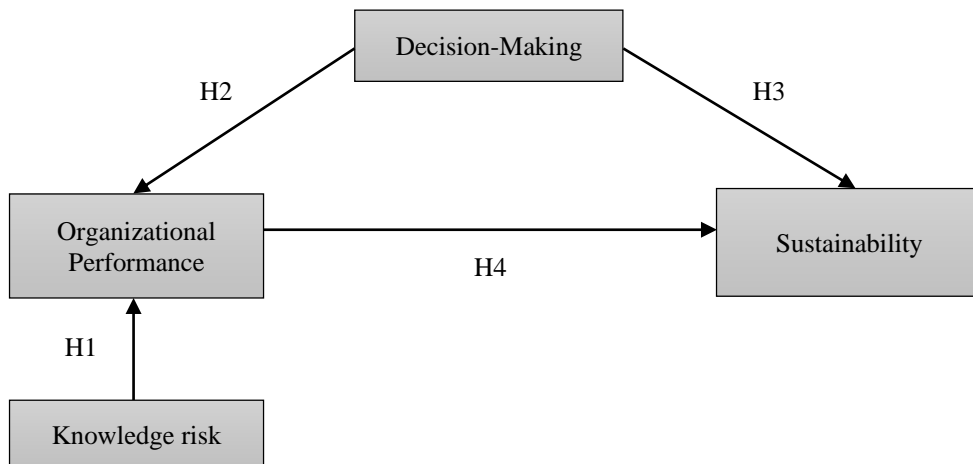 Decision-Making
H2
H3
Organizational
Performance
Sustainability
H4
H1
Knowledge risk